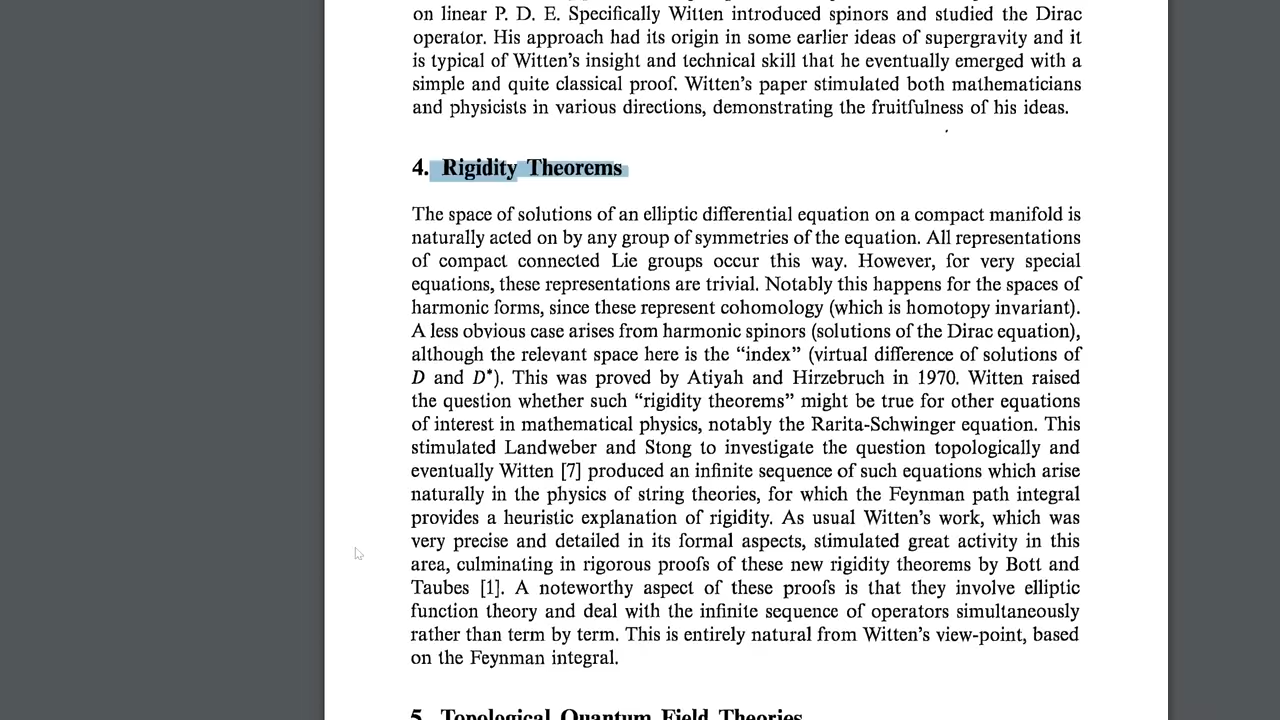 on linear P. D. E. Specifically Witten introduced spinors and studied the Dirac
operator. His approach had its origin in some earlier ideas of supergravity and it
is typical of Witten's insight and technical skill that he eventually emerged with a
simple and quite classical proof. Witten's paper stimulated both mathematicians
and physicists in various directions, demonstrating the fruitfulness of his ideas.
4. Rigidity Theorems
The space of solutions of an elliptic differential equation on a compact manifold is
naturally acted on by any group of symmetries of the equation. All representations
of compact connected Lie groups occur this way. However, for very special
equations, these representations are trivial. Notably this happens for the spaces of
harmonic forms, since these represent cohomology (which is homotopy invariant).
A less obvious case arises from harmonic spinors (solutions of the Dirac equation),
although the relevant space here is the “index” (virtual difference of solutions of
D and D*). This was proved by Atiyah and Hirzebruch in 1970. Witten raised
the question whether such “rigidity theorems” might be true for other equations
of interest in mathematical physics, notably the Rarita-Schwinger equation. This
stimulated Landweber and Stong to investigate the question topologically and
eventually Witten [7] produced an infinite sequence of such equations which arise
naturally in the physics of string theories, for which the Feynman path integral
provides a heuristic explanation of rigidity. As usual Witten's work, which was
very precise and detailed in its formal aspects, stimulated great activity in this
area, culminating in rigorous proofs of these new rigidity theorems by Bott and
Taubes [1]. A noteworthy aspect of these proofs is that they involve elliptic
function theory and deal with the infinite sequence of operators simultaneously
rather than term by term. This is entirely natural from Witten's view-point, based
on the Feynman integral.
5. Topological Quantum Field Theories